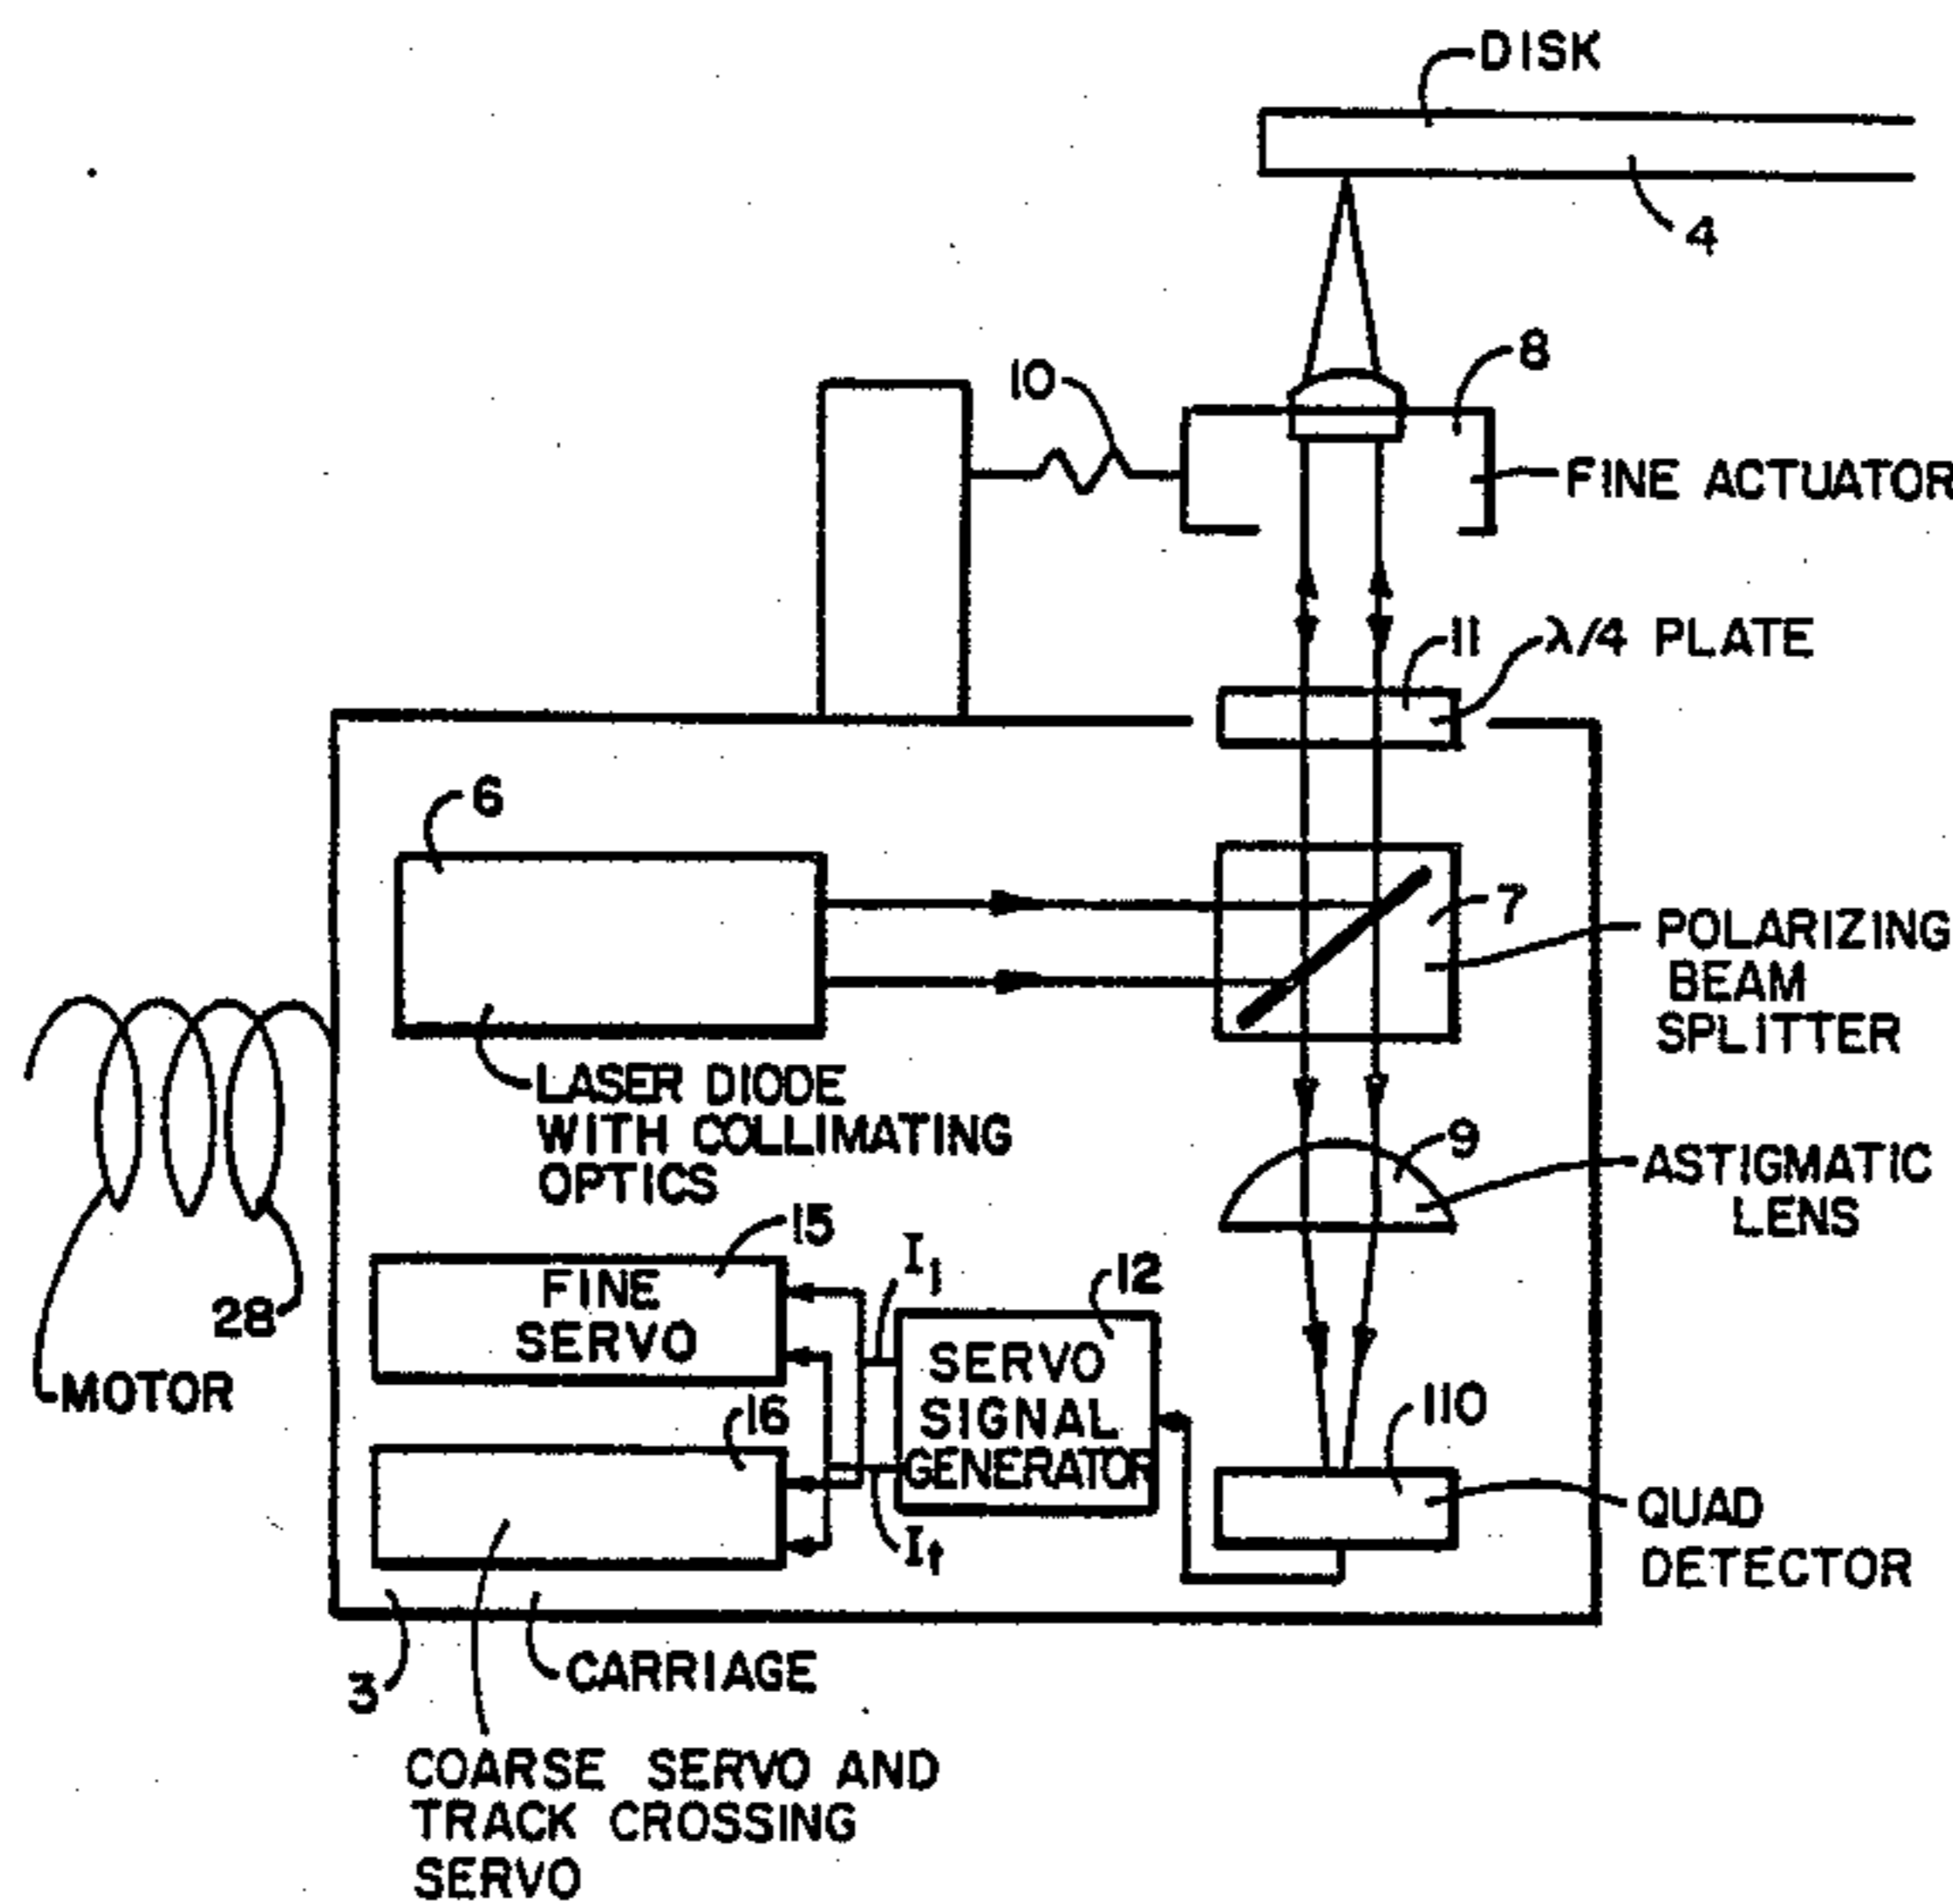 DISK
4
8
10
FINE ACTUATOR
11
λ/4 PLATE
6
7
POLARIZING
BEAM
SPLITTER
LASER DIODE
WITH COLLIMATING
OPTICS
9
ASTIGMATIC
LENS
15
I1
12
FINE
SERVO
28
SERVO
SIGNAL
GENERATOR
MOTOR
16
110
It
QUAD
DETECTOR
3
CARRIAGE
COARSE SERVO AND
TRACK CROSSING
SERVO